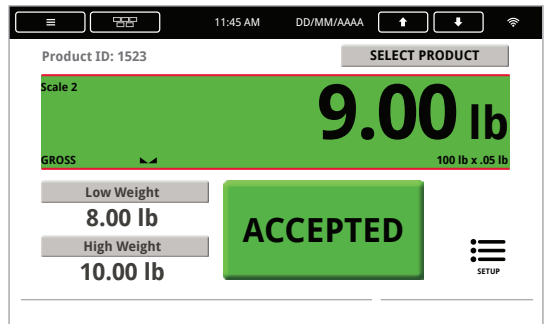 11:45 AM DD/MM/AAAA
Product ID: 1523 SELECT PRODUCT
Scale 2
9.00 lb
GROSS 100 lb x .05 lb
Low Weight
8.00 lb
ACCEPTED
High Weight
10.00 lb
SETUP